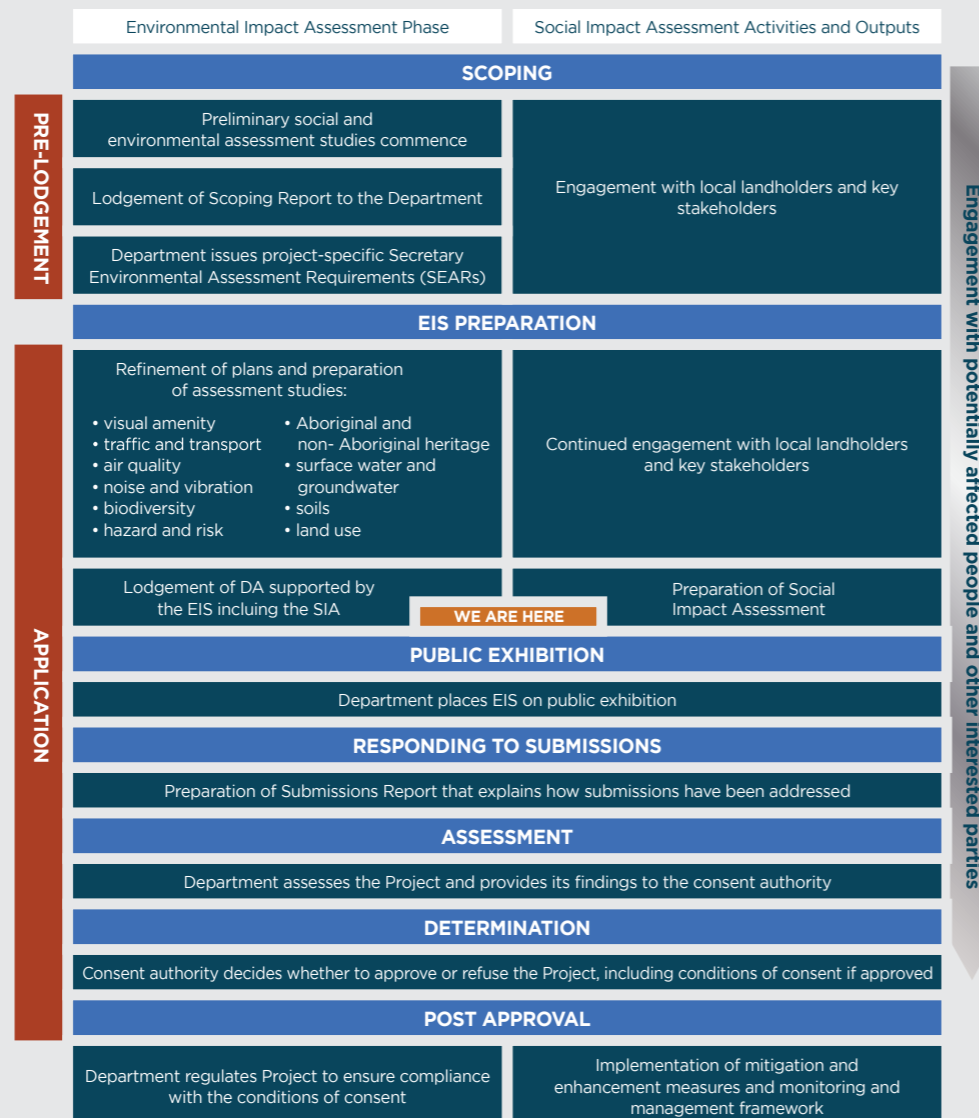 Environmental Impact Assessment Phase
Social Impact Assessment Activities and Outputs
SCOPING
PRE-LODGEMENT
Preliminary social and
environmental assessment studies commence
Lodgement of Scoping Report to the Department
Department issues project-specific Secretary
Environmental Assessment Requirements (SEARs)
Engagement with local landholders and key
stakeholders
EIS PREPARATION
APPLICATION
Refinement of plans and preparation
of assessment studies:
• visual amenity
• traffic and transport
• air quality
• noise and vibration
• biodiversity
• hazard and risk
• Aboriginal and
non- Aboriginal heritage
• surface water and
groundwater
• soils
• land use
Continued engagement with local landholders
and key stakeholders
Lodgement of DA supported by
the EIS incluing the SIA
Preparation of Social
Impact Assessment
WE ARE HERE
PUBLIC EXHIBITION
Department places EIS on public exhibition
RESPONDING TO SUBMISSIONS
Preparation of Submissions Report that explains how submissions have been addressed
ASSESSMENT
Department assesses the Project and provides its findings to the consent authority
DETERMINATION
Consent authority decides whether to approve or refuse the Project, including conditions of consent if approved
POST APPROVAL
Department regulates Project to ensure compliance
with the conditions of consent
Implementation of mitigation and
enhancement measures and monitoring and
management framework
Engagement with potentially affected people and other interested parties